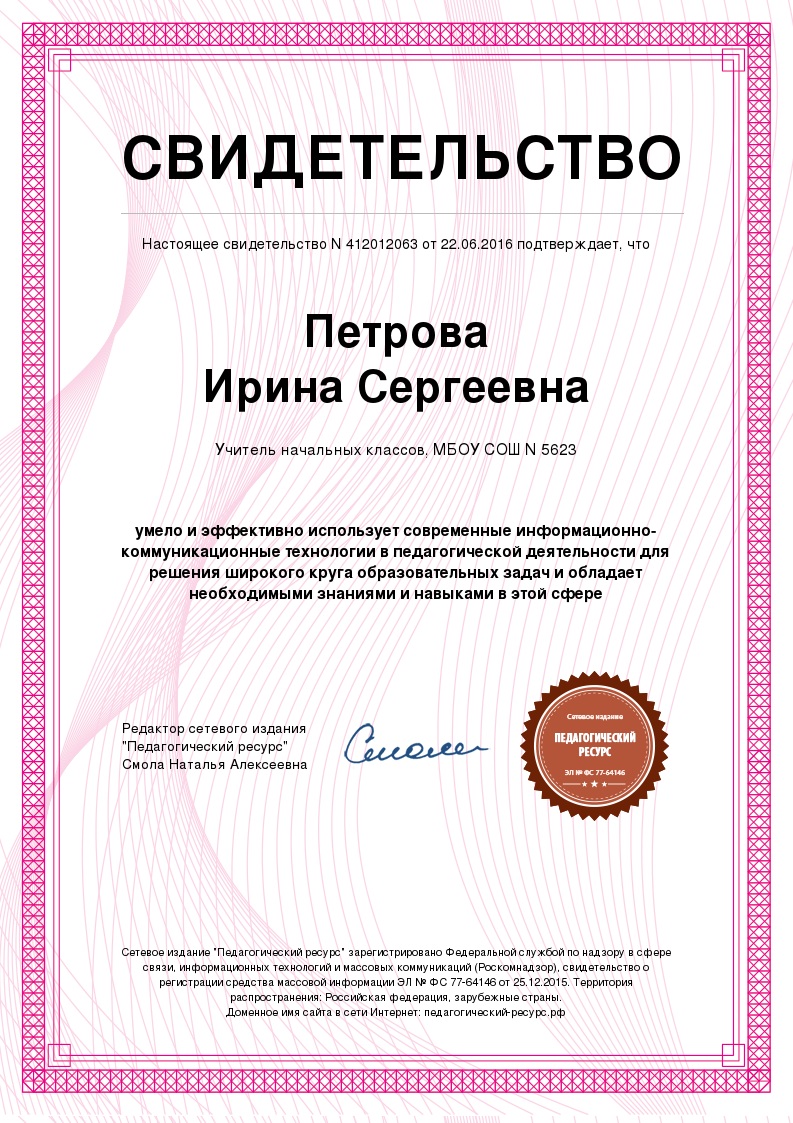 СВИДЕТЕЛЬСТВО
Настоящее свидетельство N 412012063 от 22.06.2016 подтверждает, что
Петрова
Ирина Сергеевна
Учитель начальных классов, МБОУ СОШ N 5623
умело и эффективно использует современные информационно-
коммуникационные технологии в педагогической деятельности для
решения широкого круга образовательных задач и обладает
необходимыми знаниями и навыками в этой сфере
Редактор сетевого издания
"Педагогический ресурс"
Смола Наталья Алексеевна
Смола
Сетевое издание
ПЕДАГОГИЧЕСКИЙ
РЕСУРС
ЭЛ № ФС 77-64146
Сетевое издание "Педагогический ресурс" зарегистрировано Федеральной службой по надзору в сфере
связи, информационных технологий и массовых коммуникаций (Роскомнадзор), свидетельство о
регистрации средства массовой информации ЭЛ № ФС 77-64146 от 25.12.2015. Территория
распространения: Российская федерация, зарубежные страны.
Доменное имя сайта в сети Интернет: педагогический-ресурс.рф